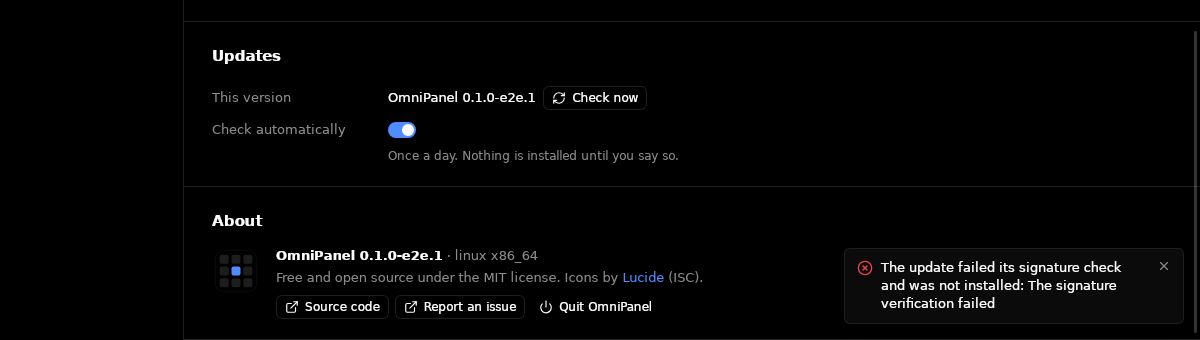 Updates
This version
OmniPanel 0.1.0-e2e.1
Check now
Check automatically
Once a day. Nothing is installed until you say so.
About
OmniPanel 0.1.0-e2e.1 · linux x86_64
Free and open source under the MIT license. Icons by Lucide (ISC).
Source code
Report an issue
Quit OmniPanel
The update failed its signature check
and was not installed: The signature
verification failed